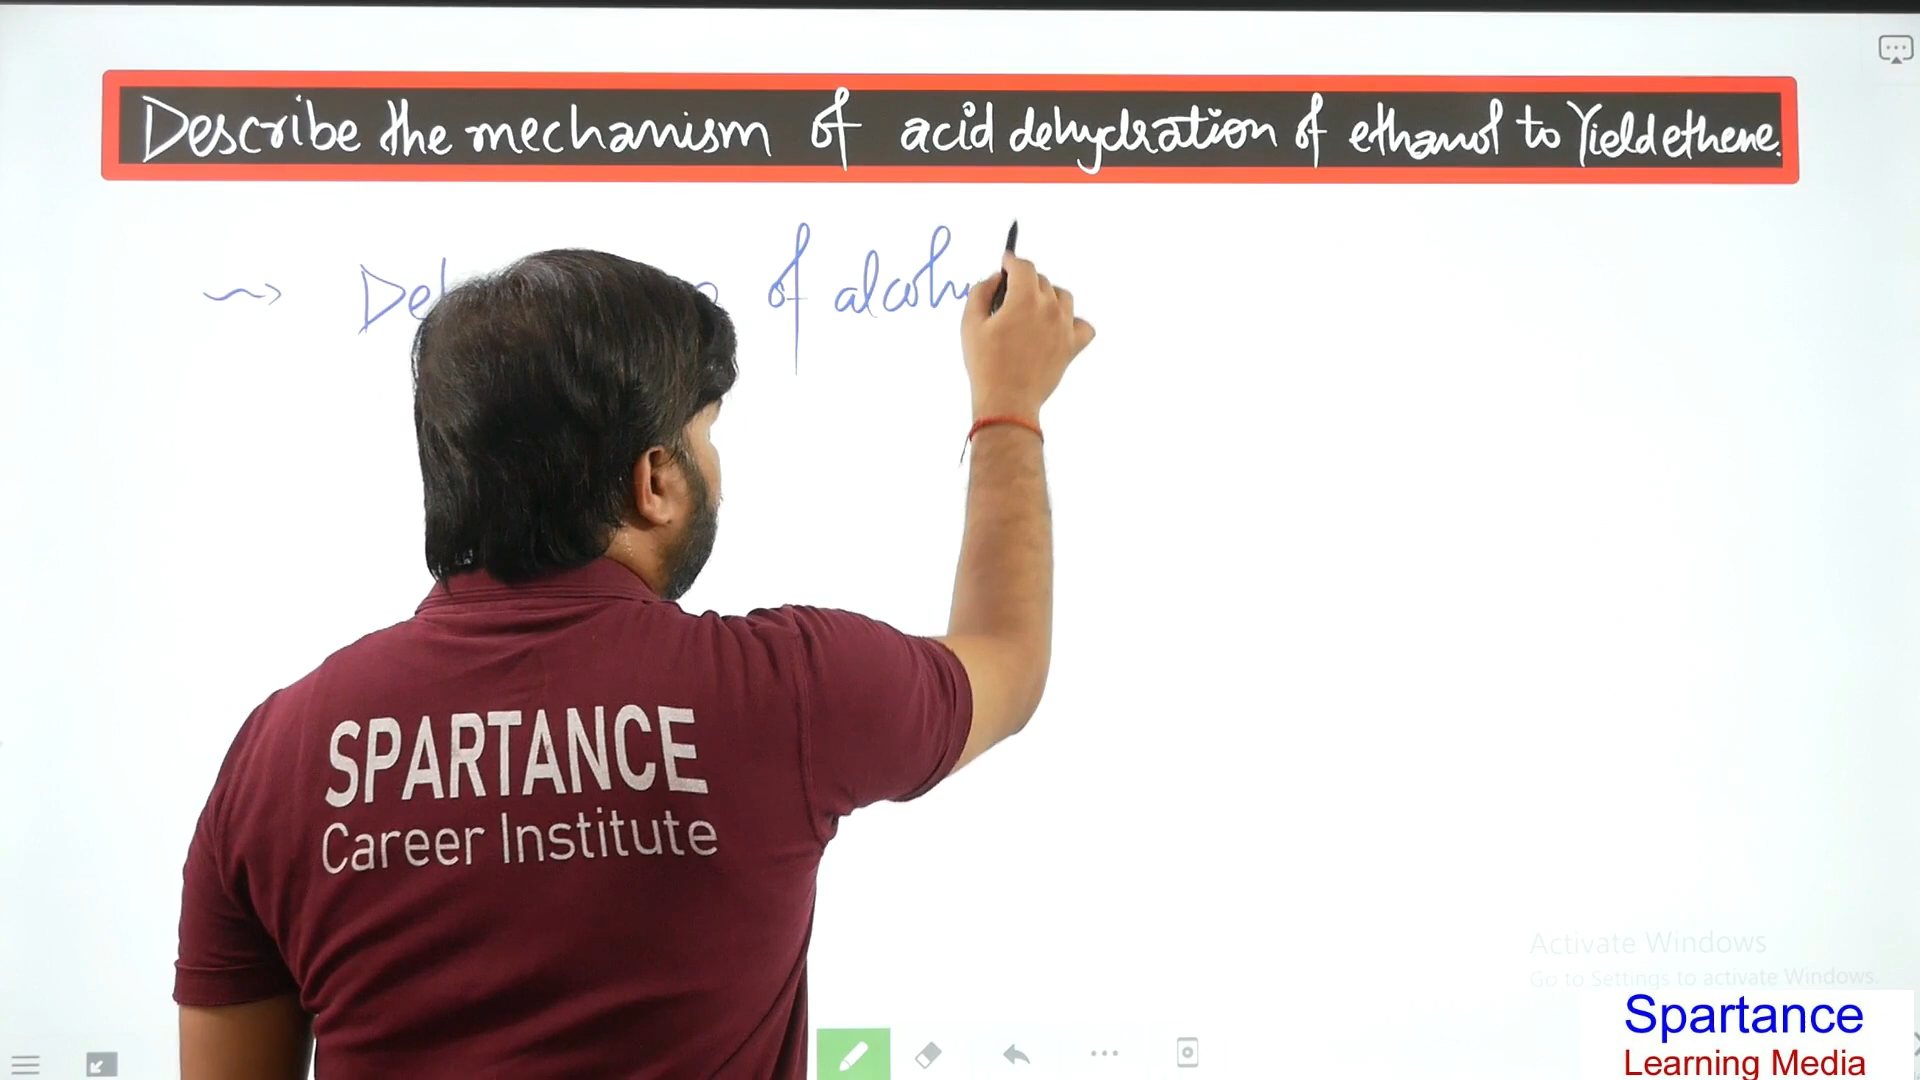 Describe the mechanism of acid dehydration of ethanol to Yield ethene.
of
SPARTANCE
Career Institute
Activate Windows
Go to Settings to activate Windows.
Spartance
Learning Media